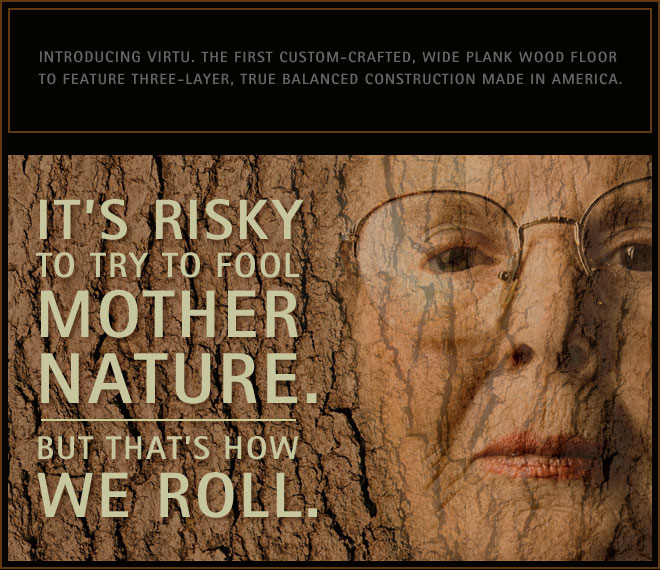 INTRODUCING VIRTU. THE FIRST CUSTOM-CRAFTED, WIDE PLANK WOOD FLOOR
TO FEATURE THREE-LAYER, TRUE BALANCED CONSTRUCTION MADE IN AMERICA.
IT'S RISKY
TO TRY TO FOOL
MOTHER
NATURE.
BUT THAT'S HOW
WE ROLL.